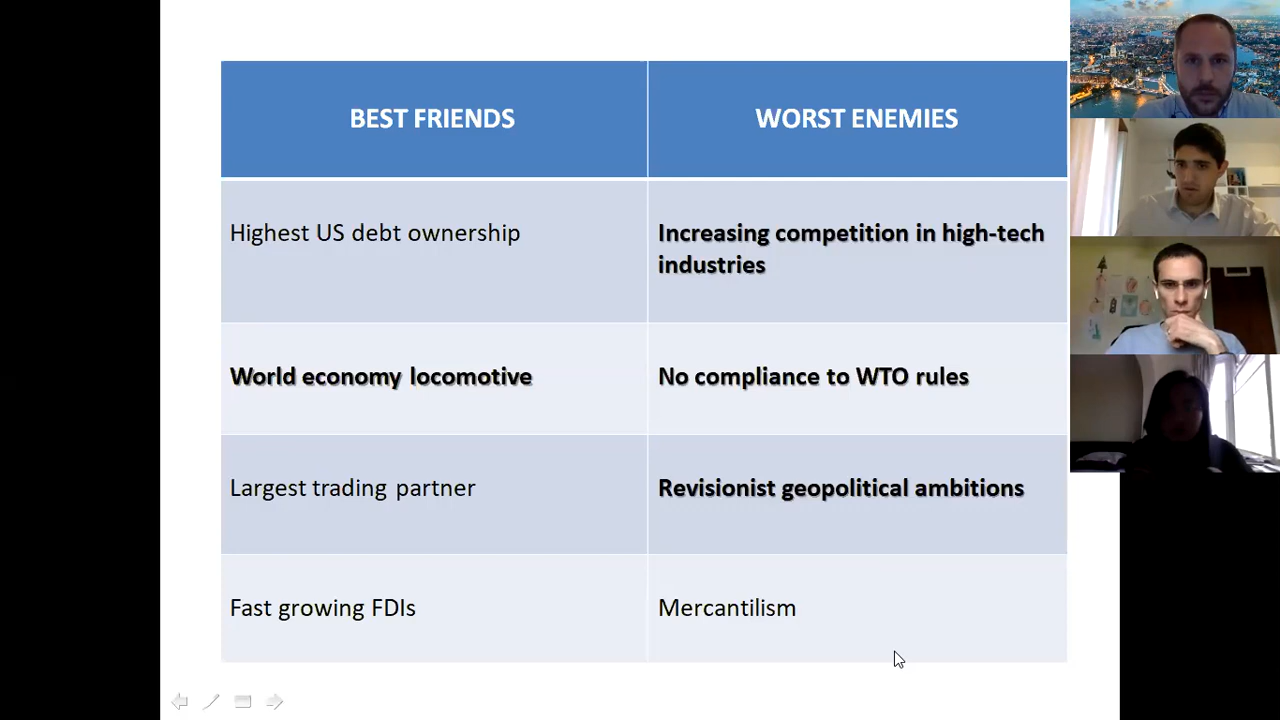 BEST FRIENDS
WORST ENEMIES
Highest US debt ownership
Increasing competition in high-tech
industries
World economy locomotive
No compliance to WTO rules
Largest trading partner
Revisionist geopolitical ambitions
Fast growing FDIs
Mercantilism